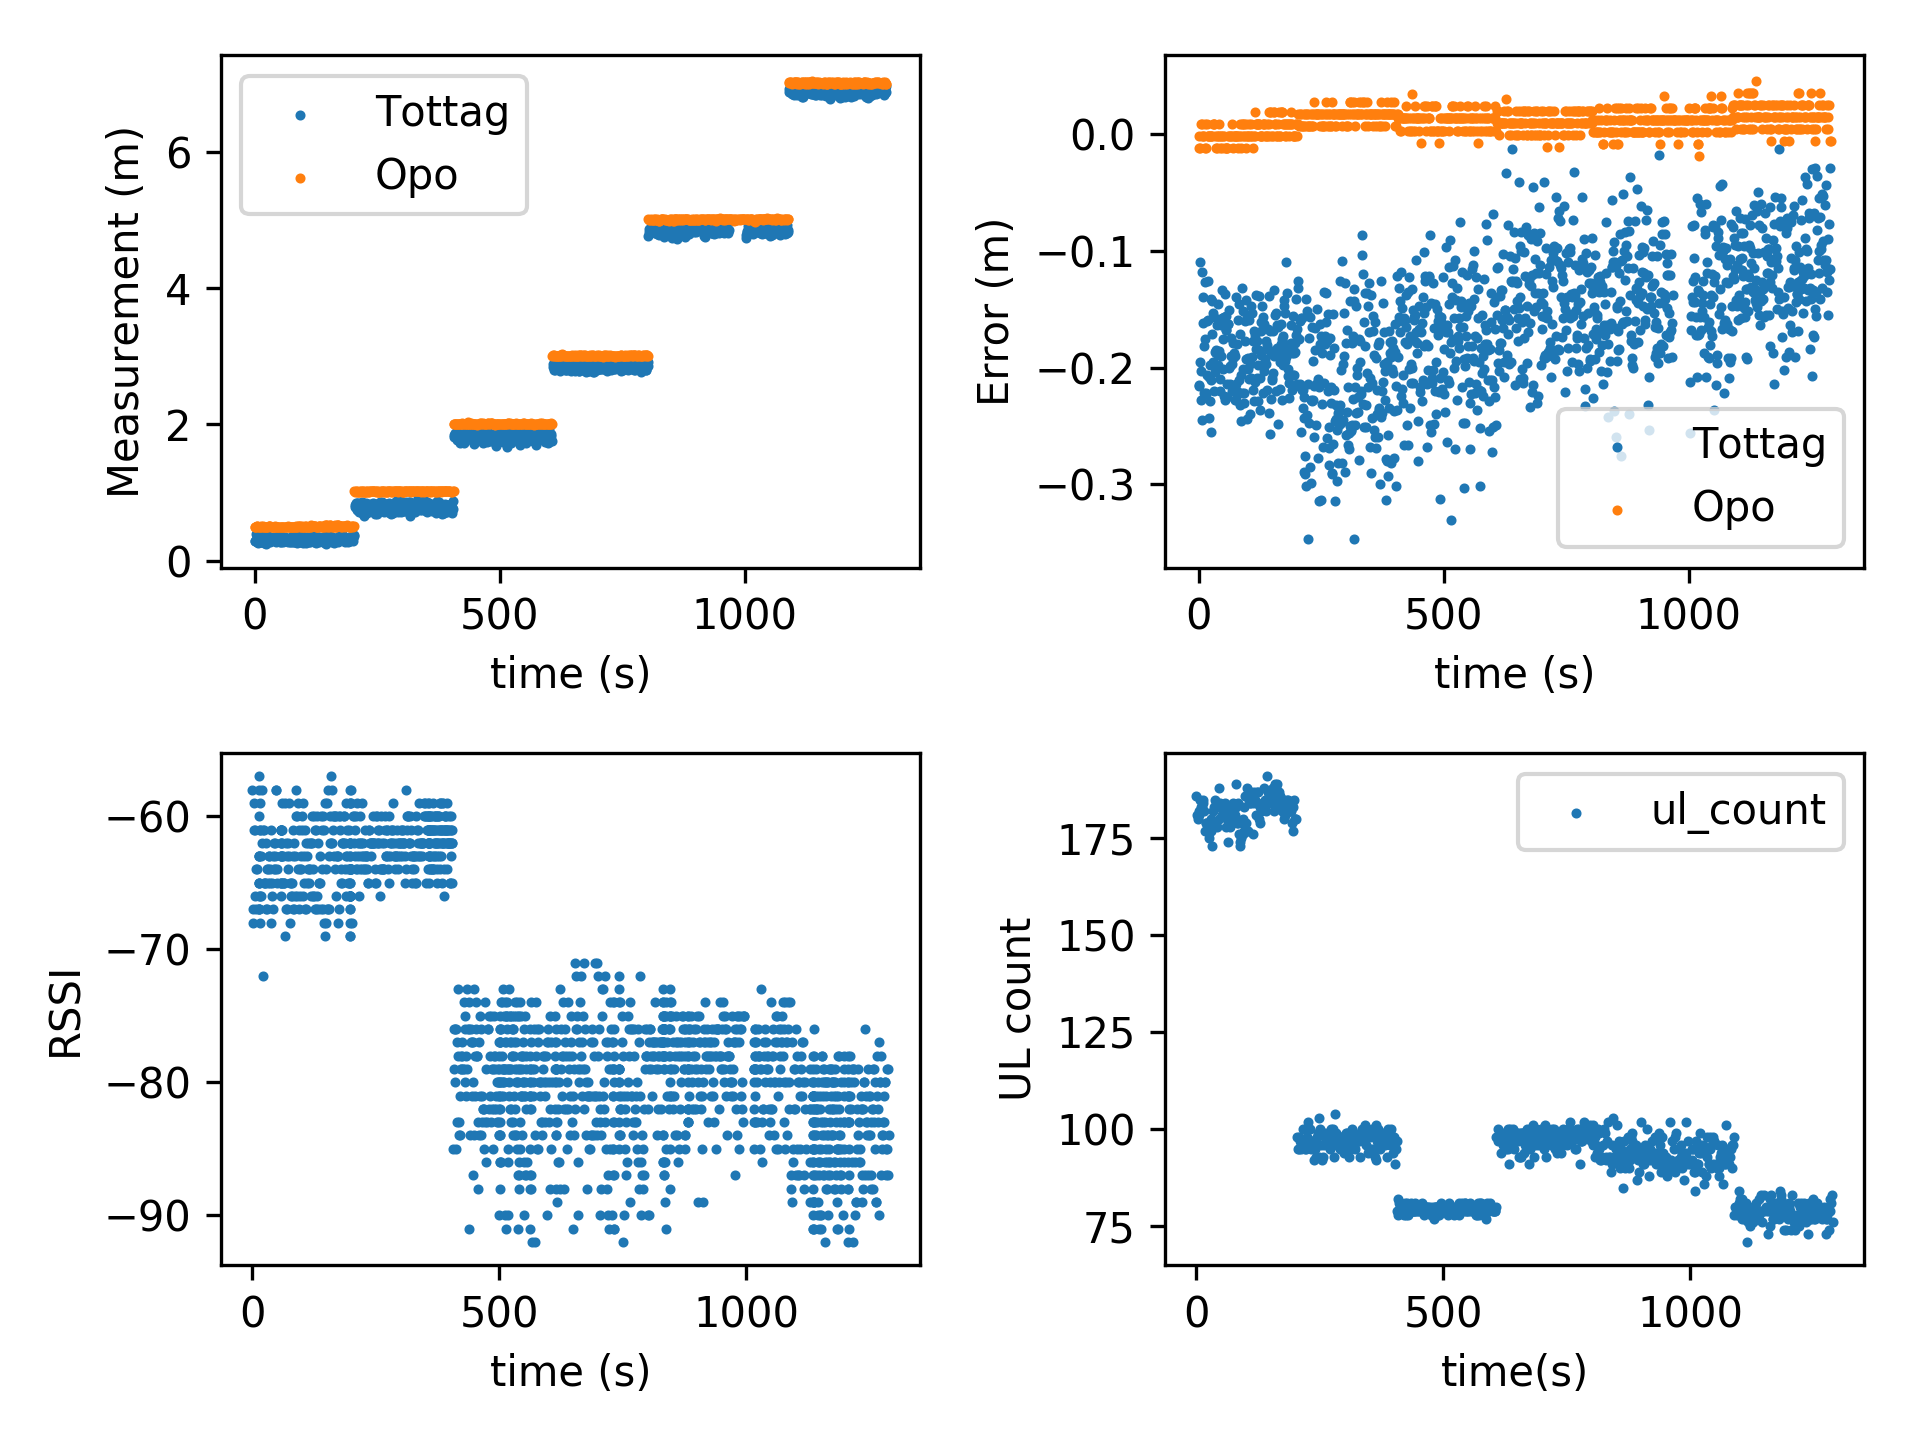 Measurement (m)
6
4
2
0
Tottag
Opo
0 500 1000
time (s)
Error (m)
0.0
−0.1
−0.2
−0.3
Tottag
Opo
0 500 1000
time (s)
RSSI
−60
−70
−80
−90
0 500 1000
time (s)
UL count
175
150
125
100
75
ul_count
0 500 1000
time(s)